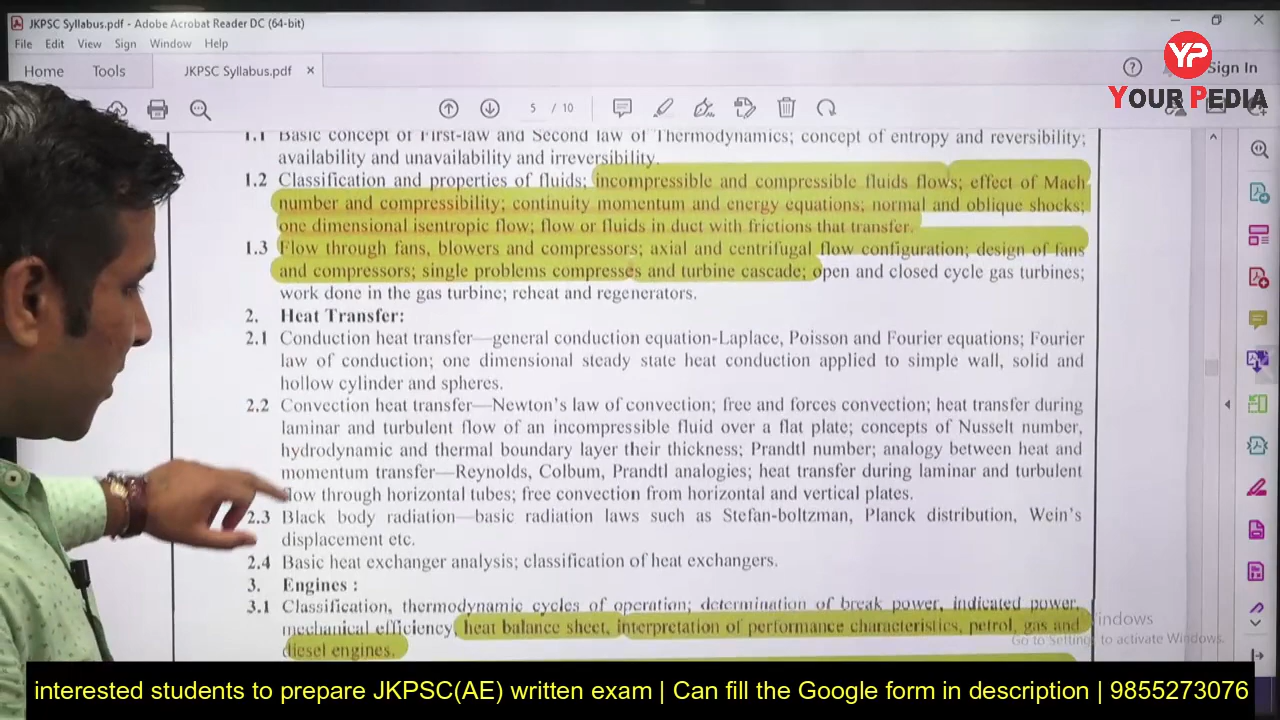 JKPSC Syllabus.pdf - Adobe Acrobat Reader DC (64-bit)
File Edit View Sign Window Help
Home Tools JKPSC Syllabus.pdf × ? Sign In
YP
YOUR PEDIA
5 / 10
1.1 Basic concept of First-law and Second law of Thermodynamics; concept of entropy and reversibility;
availability and unavailability and irreversibility.
1.2 Classification and properties of fluids; incompressible and compressible fluids flows; effect of Mach
number and compressibility; continuity momentum and energy equations; normal and oblique shocks;
one dimensional isentropic flow; flow or fluids in duct with frictions that transfer.
1.3 Flow through fans, blowers and compressors; axial and centrifugal flow configuration; design of fans
and compressors; single problems compresses and turbine cascade; open and closed cycle gas turbines;
work done in the gas turbine; reheat and regenerators.
2. Heat Transfer:
2.1 Conduction heat transfer—general conduction equation-Laplace, Poisson and Fourier equations; Fourier
law of conduction; one dimensional steady state heat conduction applied to simple wall, solid and
hollow cylinder and spheres.
2.2 Convection heat transfer—Newton's law of convection; free and forces convection; heat transfer during
laminar and turbulent flow of an incompressible fluid over a flat plate; concepts of Nusselt number,
hydrodynamic and thermal boundary layer their thickness; Prandtl number; analogy between heat and
momentum transfer—Reynolds, Colbum, Prandtl analogies; heat transfer during laminar and turbulent
flow through horizontal tubes; free convection from horizontal and vertical plates.
2.3 Black body radiation—basic radiation laws such as Stefan-boltzman, Planck distribution, Wein's
displacement etc.
2.4 Basic heat exchanger analysis; classification of heat exchangers.
3. Engines :
3.1 Classification, thermodynamic cycles of operation; determination of break power, indicated power,
mechanical efficiency, heat balance sheet, interpretation of performance characteristics, petrol, gas and
diesel engines.
indows
Go to Settings to activate Windows.
interested students to prepare JKPSC(AE) written exam | Can fill the Google form in description | 9855273076